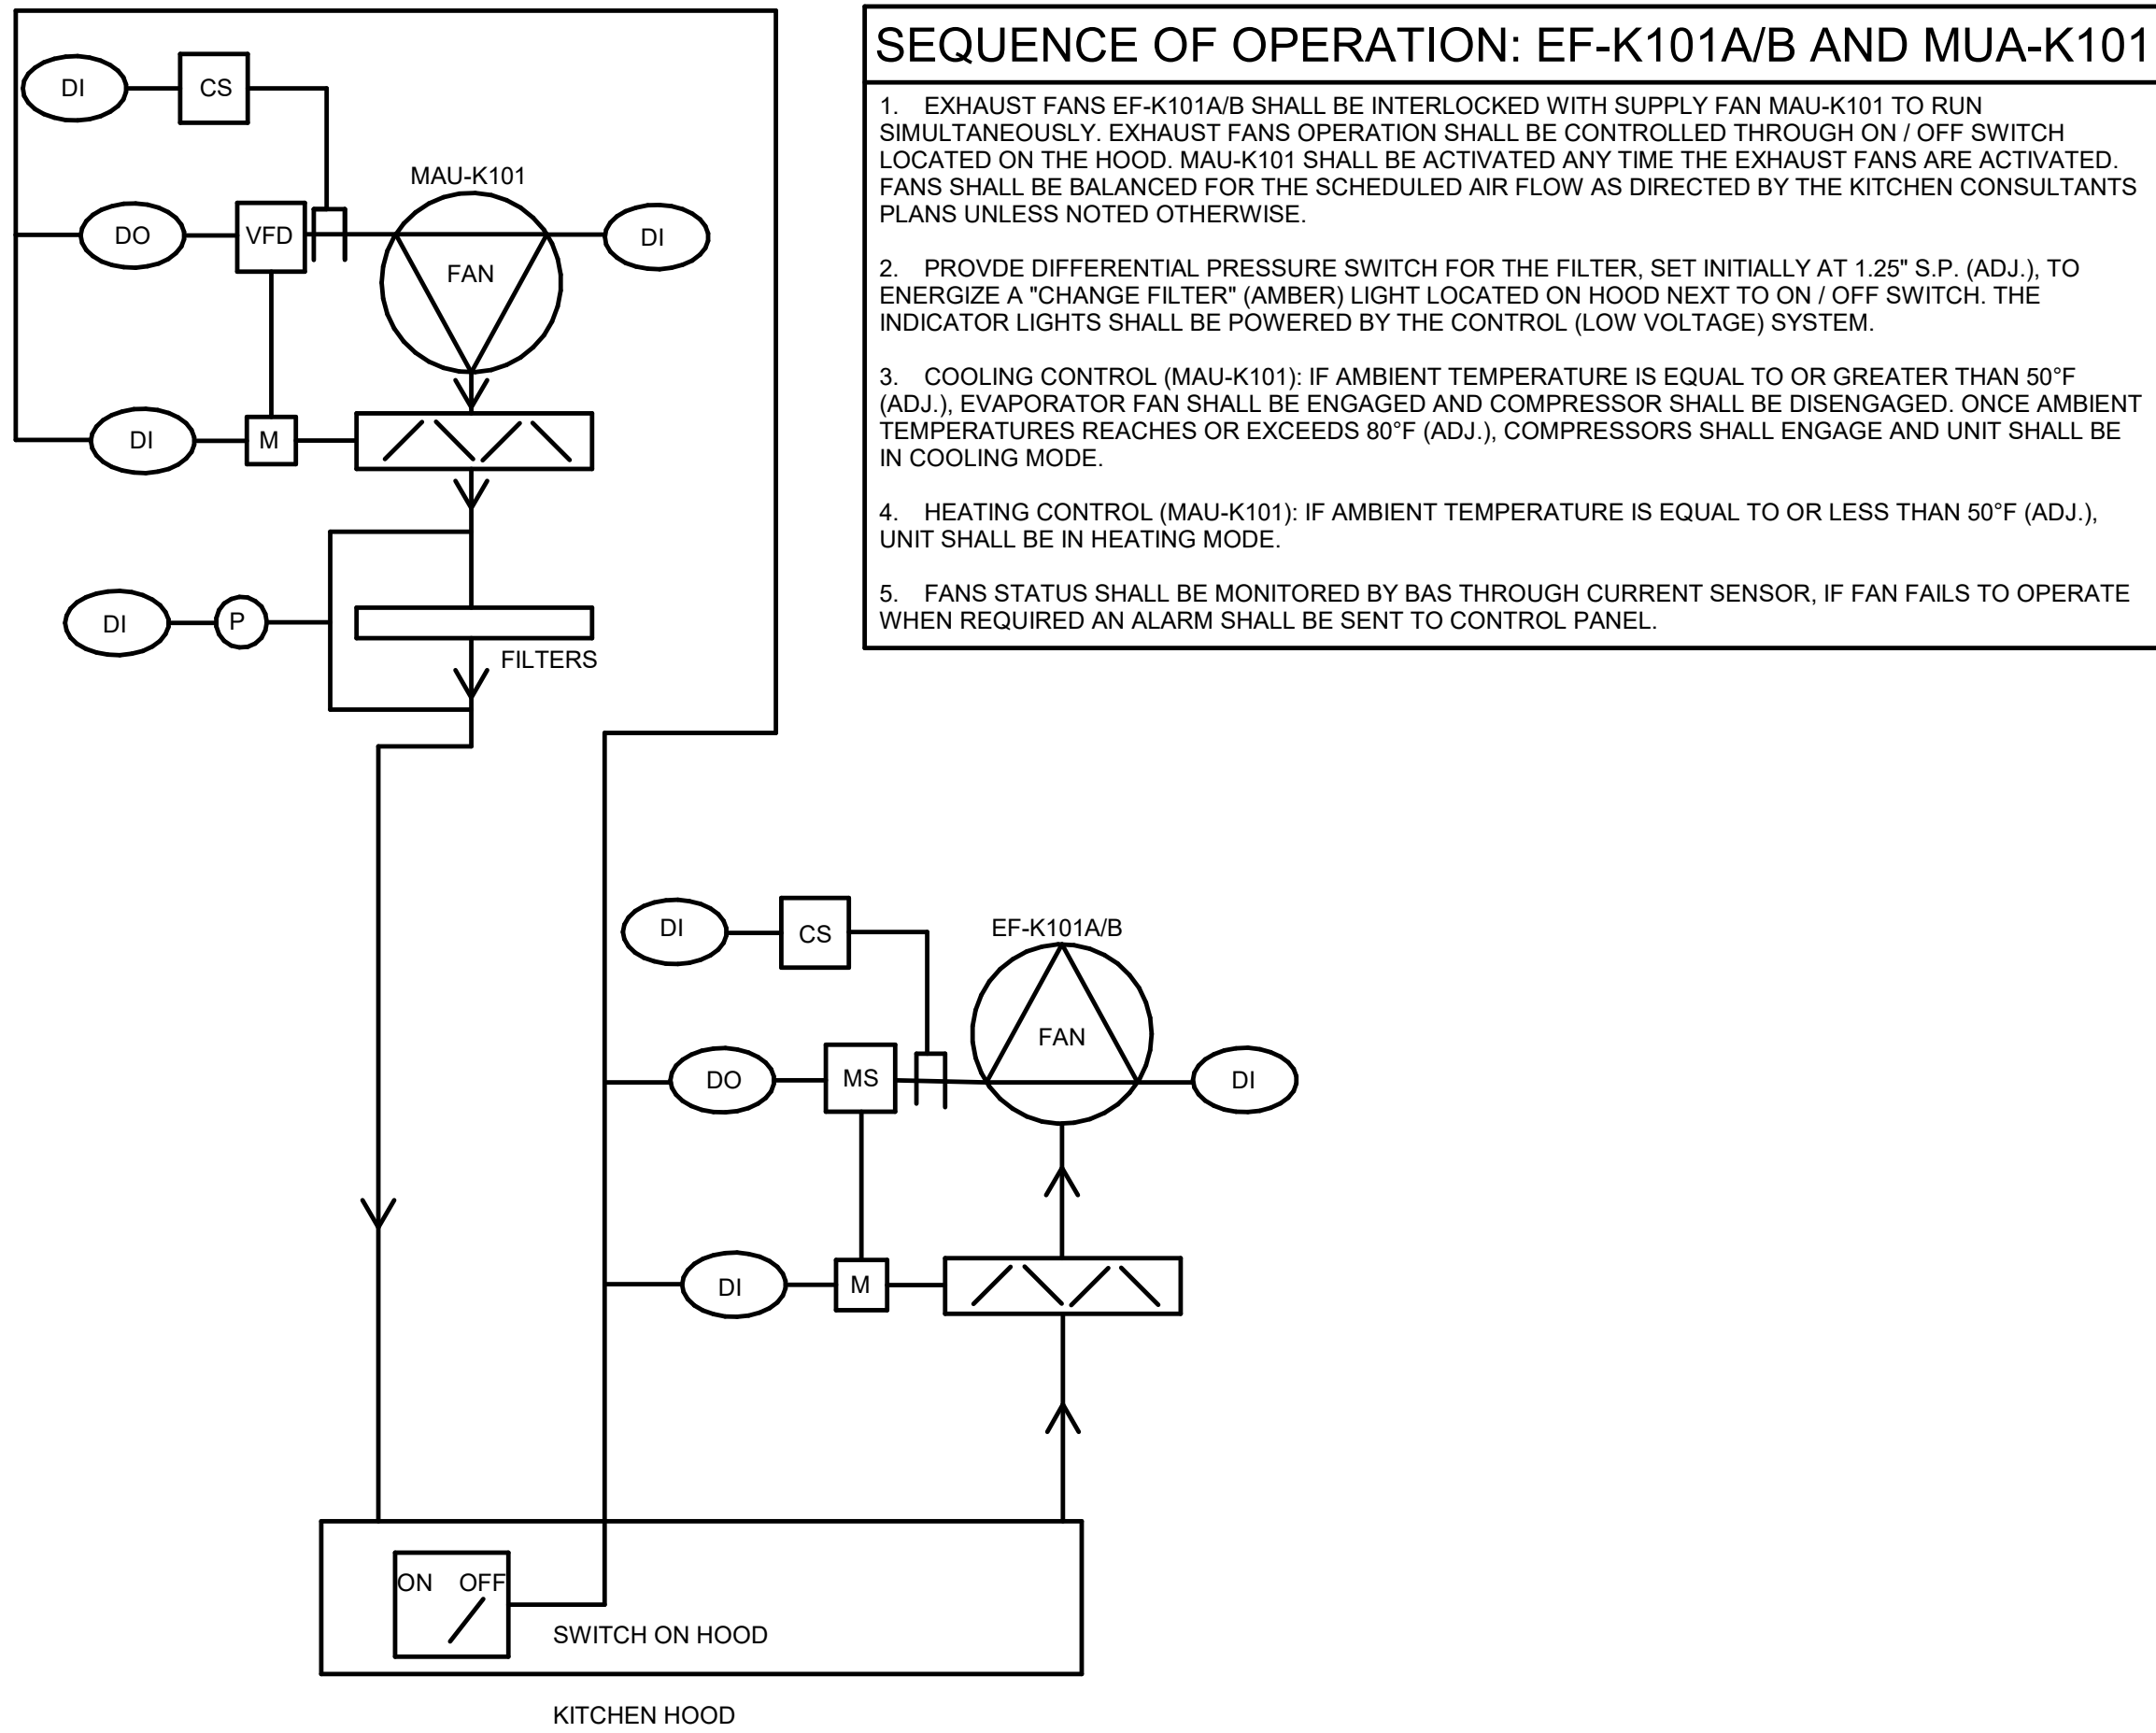 SEQUENCE OF OPERATION: EF-K101A/B AND MUA-K101
1. EXHAUST FANS EF-K101A/B SHALL BE INTERLOCKED WITH SUPPLY FAN MAU-K101 TO RUN
SIMULTANEOUSLY. EXHAUST FANS OPERATION SHALL BE CONTROLLED THROUGH ON / OFF SWITCH
LOCATED ON THE HOOD. MAU-K101 SHALL BE ACTIVATED ANY TIME THE EXHAUST FANS ARE ACTIVATED.
FANS SHALL BE BALANCED FOR THE SCHEDULED AIR FLOW AS DIRECTED BY THE KITCHEN CONSULTANTS
PLANS UNLESS NOTED OTHERWISE.
2. PROVDE DIFFERENTIAL PRESSURE SWITCH FOR THE FILTER, SET INITIALLY AT 1.25" S.P. (ADJ.), TO
ENERGIZE A "CHANGE FILTER" (AMBER) LIGHT LOCATED ON HOOD NEXT TO ON / OFF SWITCH. THE
INDICATOR LIGHTS SHALL BE POWERED BY THE CONTROL (LOW VOLTAGE) SYSTEM.
3. COOLING CONTROL (MAU-K101): IF AMBIENT TEMPERATURE IS EQUAL TO OR GREATER THAN 50°F
(ADJ.), EVAPORATOR FAN SHALL BE ENGAGED AND COMPRESSOR SHALL BE DISENGAGED. ONCE AMBIENT
TEMPERATURES REACHES OR EXCEEDS 80°F (ADJ.), COMPRESSORS SHALL ENGAGE AND UNIT SHALL BE
IN COOLING MODE.
4. HEATING CONTROL (MAU-K101): IF AMBIENT TEMPERATURE IS EQUAL TO OR LESS THAN 50°F (ADJ.),
UNIT SHALL BE IN HEATING MODE.
5. FANS STATUS SHALL BE MONITORED BY BAS THROUGH CURRENT SENSOR, IF FAN FAILS TO OPERATE
WHEN REQUIRED AN ALARM SHALL BE SENT TO CONTROL PANEL.
DI
CS
MAU-K101
DO
VFD
FAN
DI
DI
M
DI
P
FILTERS
DI
CS
EF-K101A/B
FAN
DO
MS
DI
DI
M
ON OFF
SWITCH ON HOOD
KITCHEN HOOD